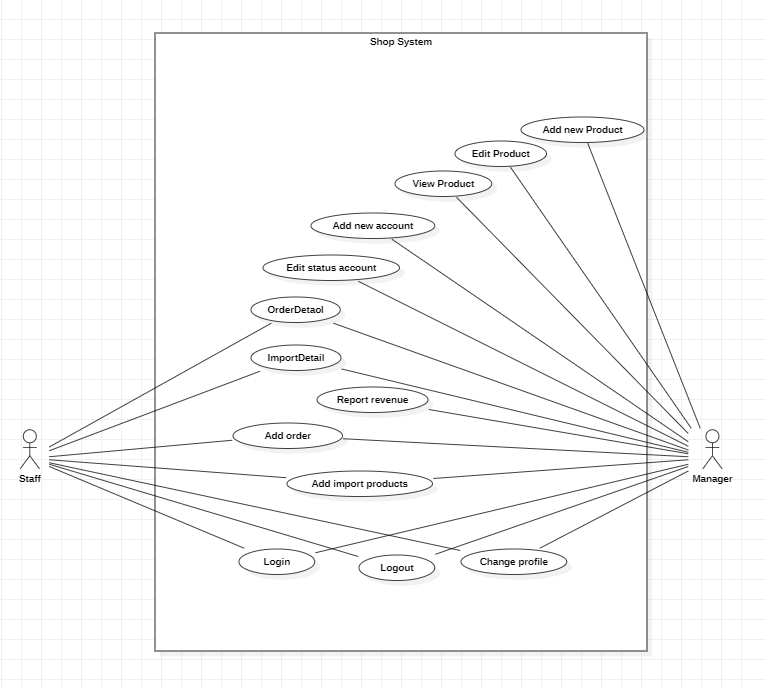 Shop System
Add new Product
Edit Product
View Product
Add new account
Edit status account
OrderDetaol
ImportDetail
Report revenue
Add order
Staff
Manager
Add import products
Login
Logout
Change profile